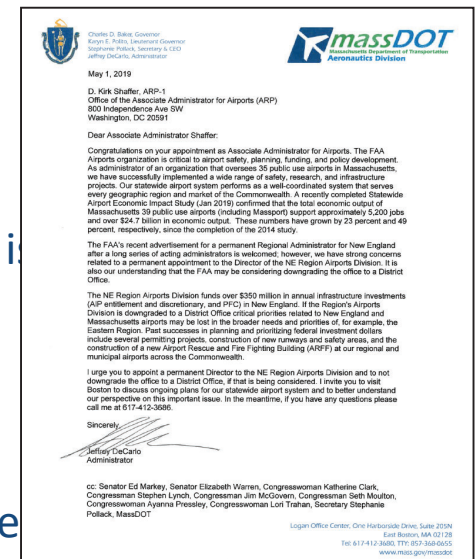 Charles D. Baker, Governor
Karyn E. Polito, Lieutenant Governor
Stephanie Pollack, Secretary & CEO
Jeffrey DeCarlo, Administrator
massDOT
Massachusetts Department of Transportation
Aeronautics Division
May 1, 2019
D. Kirk Shaffer, ARP-1
Office of the Associate Administrator for Airports (ARP)
800 Independence Ave SW
Washington, DC 20591
Dear Associate Administrator Shaffer:
Congratulations on your appointment as Associate Administrator for Airports. The FAA
Airports organization is critical to airport safety, planning, funding, and policy development.
As administrator of an organization that oversees 35 public use airports in Massachusetts,
we have successfully implemented a wide range of safety, research, and infrastructure
projects. Our statewide airport system performs as a well-coordinated system that serves
every geographic region and market of the Commonwealth. A recently completed Statewide
Airport Economic Impact Study (Jan 2019) confirmed that the total economic output of
Massachusetts 39 public use airports (including Massport) support approximately 5,200 jobs
and over $24.7 billion in economic output. These numbers have grown by 23 percent and 49
percent, respectively, since the completion of the 2014 study.
The FAA's recent advertisement for a permanent Regional Administrator for New England
after a long series of acting administrators is welcomed; however, we have strong concerns
related to a permanent appointment to the Director of the NE Region Airports Division. It is
also our understanding that the FAA may be considering downgrading the office to a District
Office.
The NE Region Airports Division funds over $350 million in annual infrastructure investments
(AIP entitlement and discretionary, and PFC) in New England. If the Region's Airports
Division is downgraded to a District Office critical priorities related to New England and
Massachusetts airports may be lost in the broader needs and priorities of, for example, the
Eastern Region. Past successes in planning and prioritizing federal investment dollars
include several permitting projects, construction of new runways and safety areas, and the
construction of a new Airport Rescue and Fire Fighting Building (ARFF) at our regional and
municipal airports across the Commonwealth.
I urge you to appoint a permanent Director to the NE Region Airports Division and to not
downgrade the office to a District Office, if that is being considered. I invite you to visit
Boston to discuss ongoing plans for our statewide airport system and to better understand
our perspective on this important issue. In the meantime, if you have any questions please
call me at 617-412-3686.
Sincerely,
Jeffrey DeCarlo
Administrator
cc: Senator Ed Markey, Senator Elizabeth Warren, Congresswoman Katherine Clark,
Congressman Stephen Lynch, Congressman Jim McGovern, Congressman Seth Moulton,
Congresswoman Ayanna Pressley, Congresswoman Lori Trahan, Secretary Stephanie
Pollack, MassDOT
Logan Office Center, One Harborside Drive, Suite 205N
East Boston, MA 02128
Tel: 617-412-3680, TTY: 857-368-0655
www.mass.gov/massdot